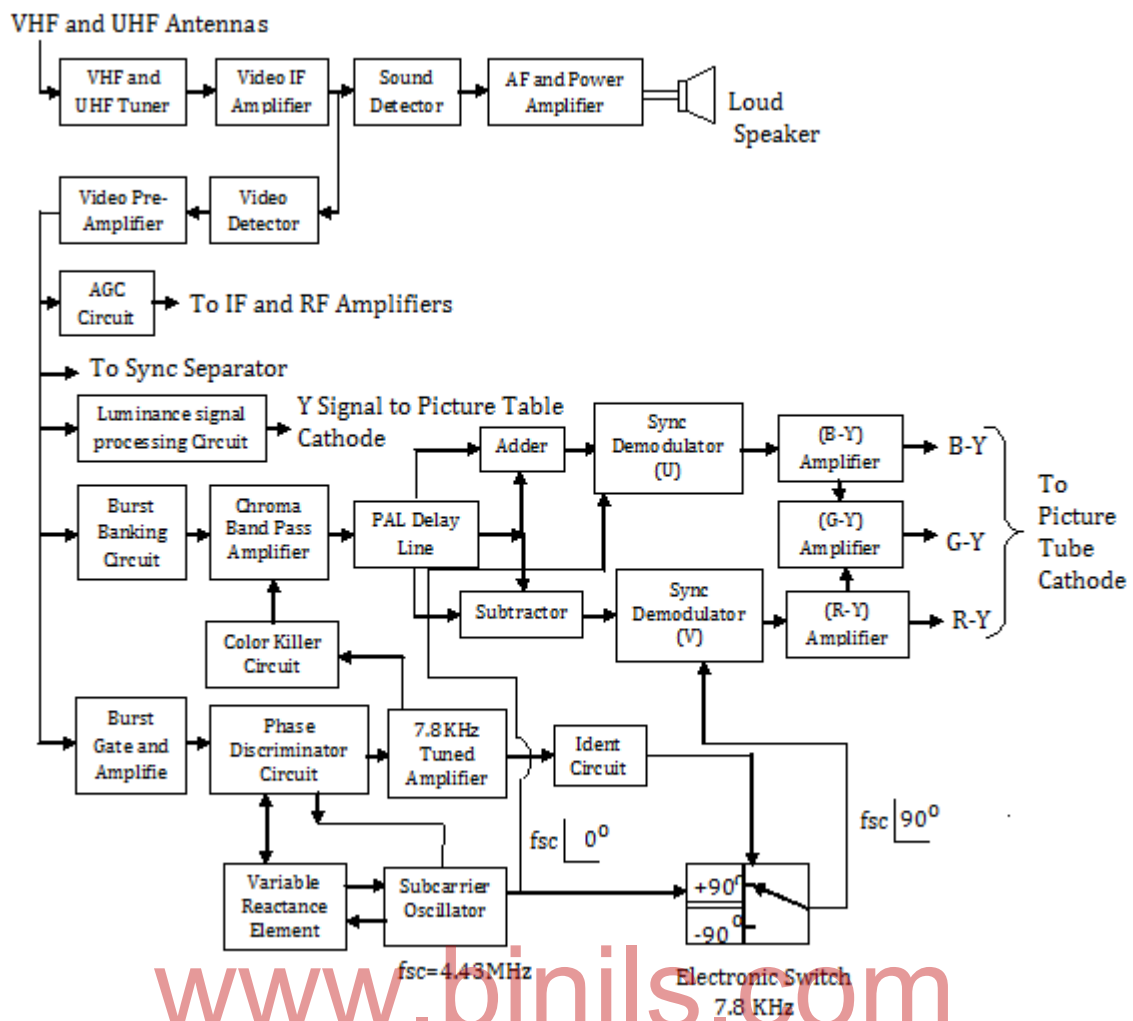 VHF and UHF Antennas
VHF and
UHF Tuner
Video IF
Amplifier
Sound
Detector
AF and Power
Amplifier
Loud
Speaker
Video Pre-
Amplifier
Video
Detector
AGC
Circuit
To IF and RF Amplifiers
To Sync Separator
Luminance signal
processing Circuit
Y Signal to Picture Table
Cathode
Adder
Sync
Demodulator
(U)
(B-Y)
Amplifier
B-Y
Burst
Banking
Circuit
Chroma
Band Pass
Amplifier
PAL Delay
Line
(G-Y)
Amplifier
G-Y
To
Picture
Tube
Cathode
Subtractor
Sync
Demodulator
(V)
(R-Y)
Amplifier
R-Y
Color Killer
Circuit
Burst
Gate and
Amplifie
Phase
Discriminator
Circuit
7.8KHz
Tuned
Amplifier
Ident
Circuit
fsc 0⁰
fsc 90⁰
Variable
Reactance
Element
Subcarrier
Oscillator
+90⁰
-90⁰
fsc=4.43MHz
Electronic Switch
7.8 KHz
www.binils.com